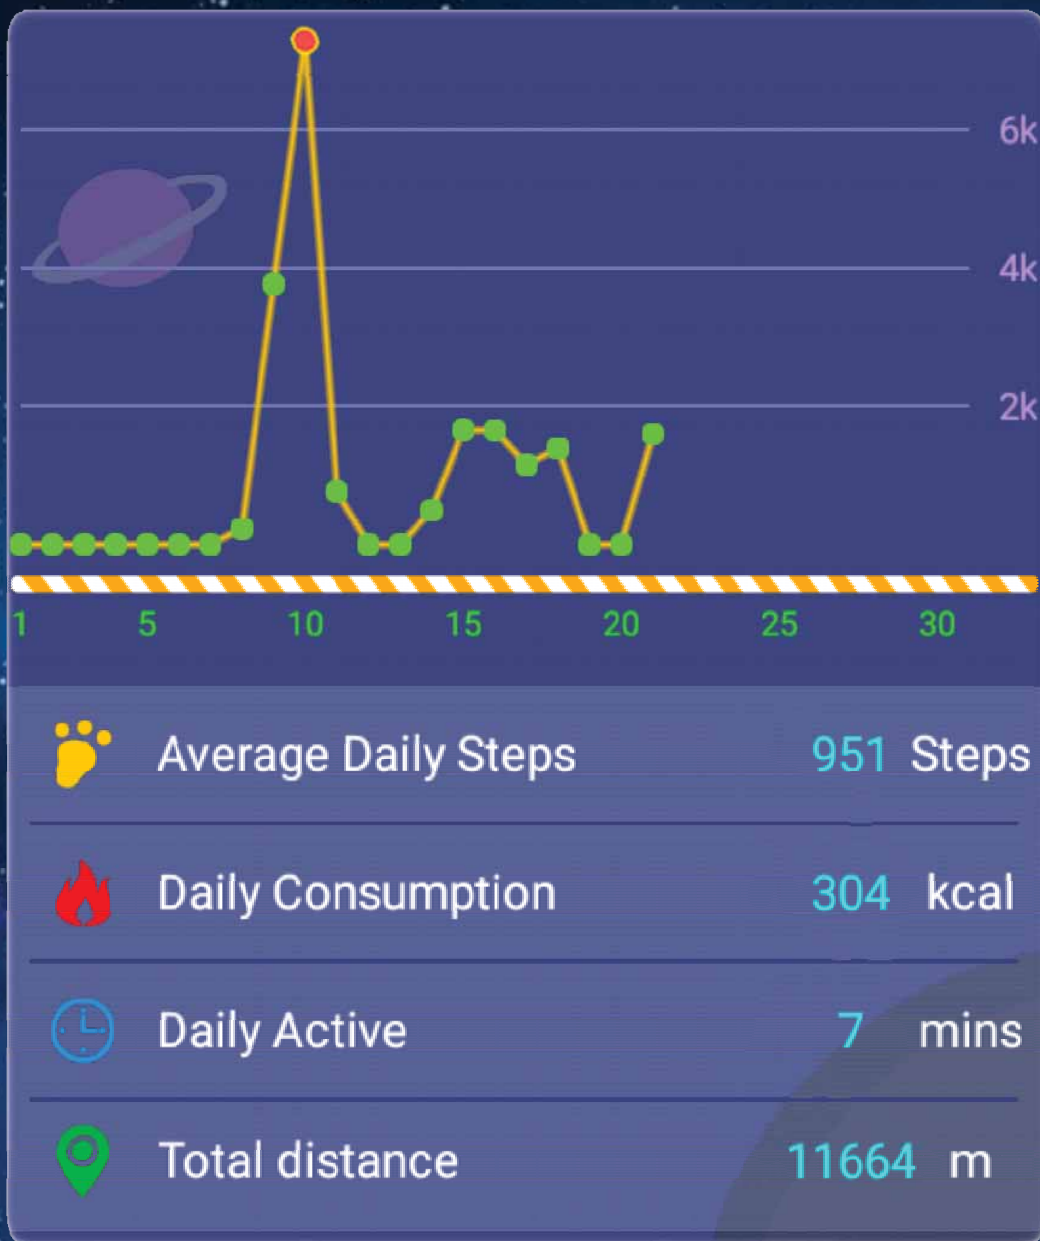 6k
4k
2k
1 5 10 15 20 25 30
Average Daily Steps 951 Steps
Daily Consumption 304 kcal
Daily Active 7 mins
Total distance 11664 m